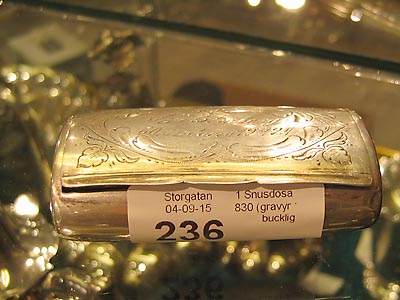 Storgatan 1 Snusdosa
04-09-15 830 (gravyr
bucklig
236